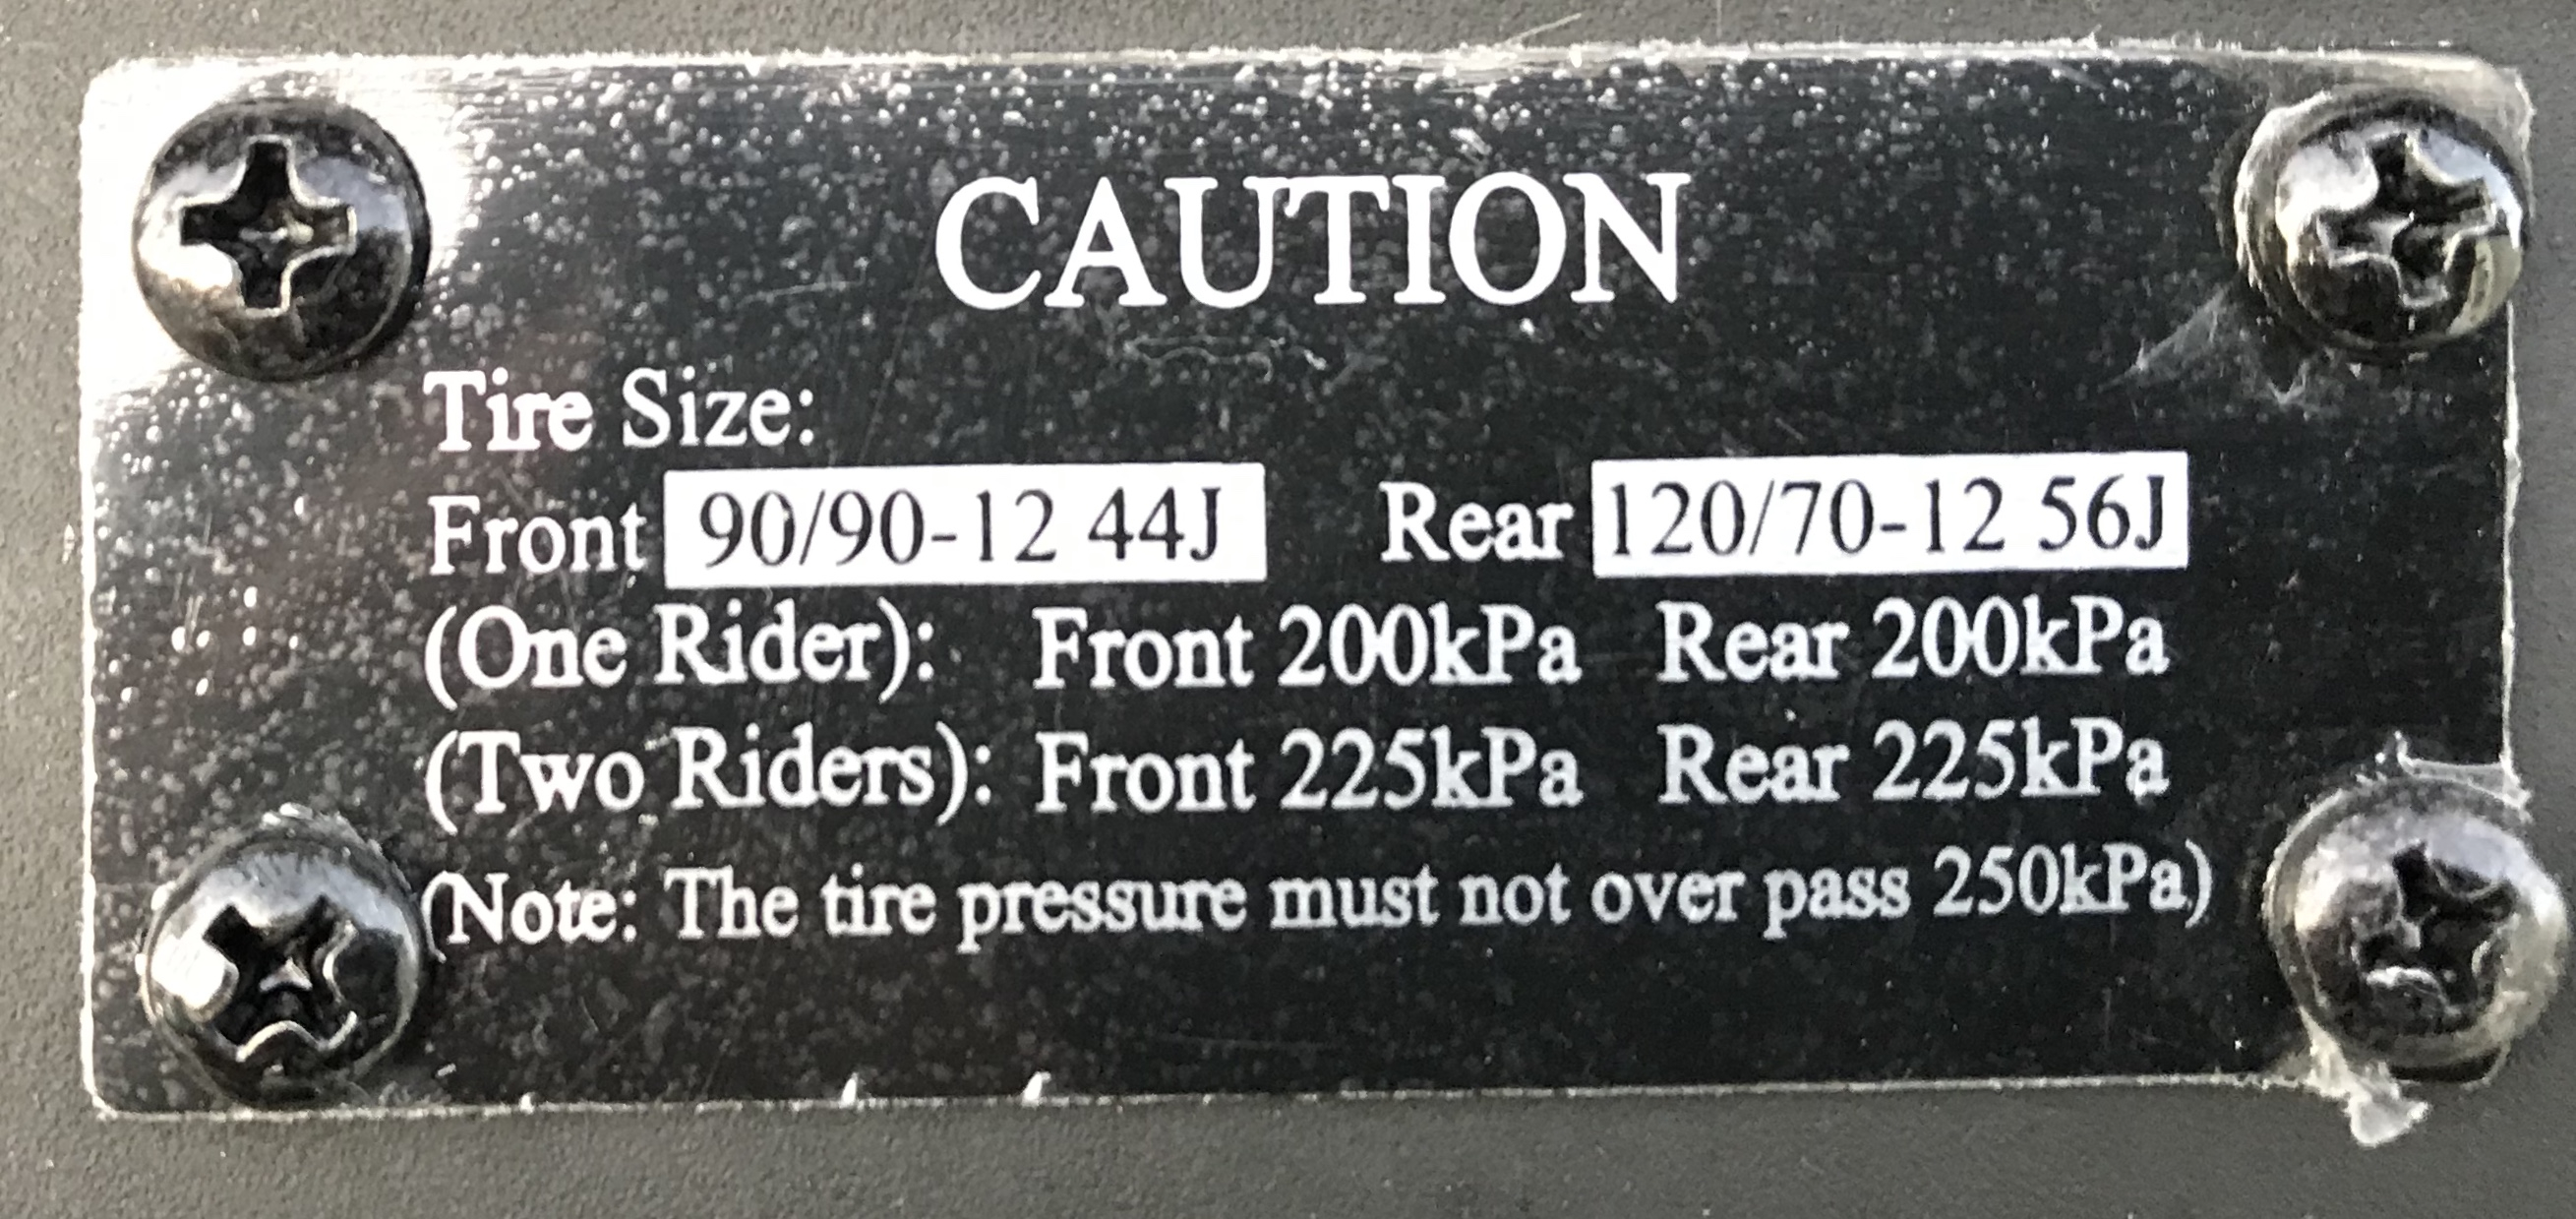 CAUTION
Tire Size:
Front 90/90-12 44J Rear 120/70-12 56J
(One Rider): Front 200kPa Rear 200kPa
(Two Riders): Front 225kPa Rear 225kPa
(Note: The tire pressure must not over pass 250kPa)